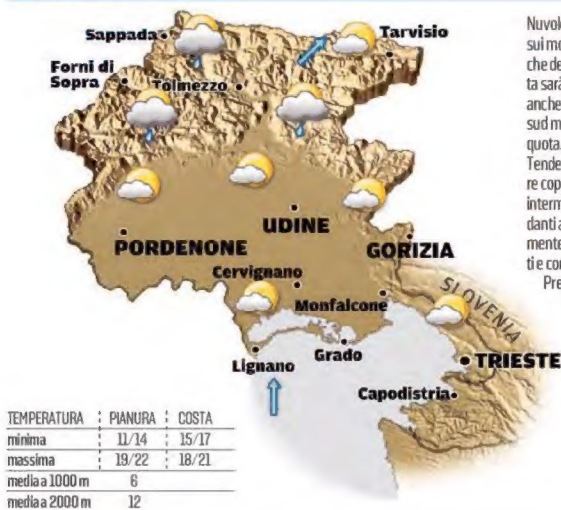 Sappada
Tarvisio
Forni di
Sopra
Tolmezzo
UDINE
PORDENONE
GORIZIA
Cervignano
Monfalcone
SLOVENIA
Lignano
Grado
TRIESTE
Capodistria
TEMPERATURA PIANURA COSTA
minima 11/14 15/17
massima 19/22 18/21
media a 1000 m 6
media a 2000 m 12
Nuvol
sui mo
che de
ta sarà
anche
sud m
quota.
Tende
re cop
interm
danti a
mente
ti e co
Pre